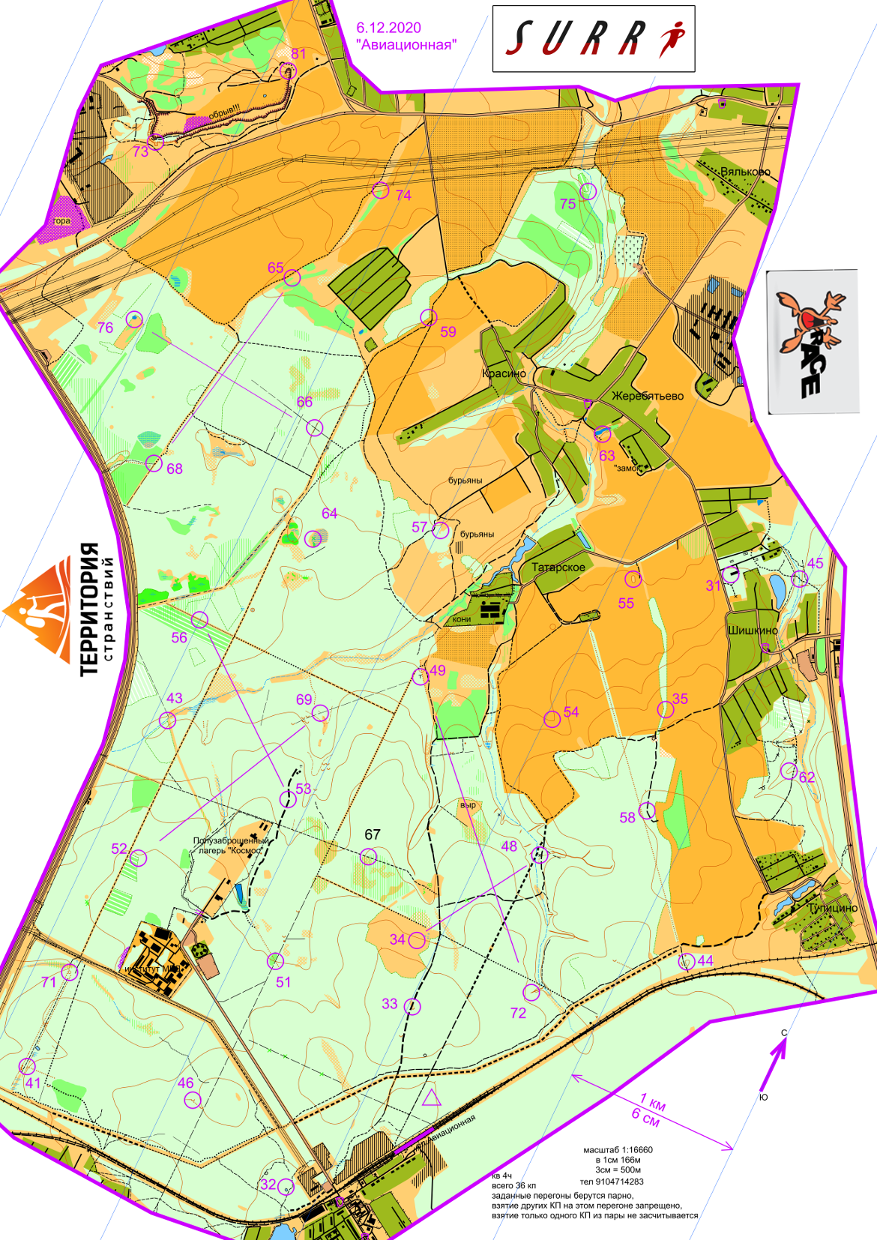 6.12.2020
"Авиационная"
SURR
81
обрыв!!!
73
74
75
Вяльково
тора
65
76
59
RACE
Красино
66
Жеребятьево
63
"замок"
68
бурьяны
64
57
бурьяны
ТЕРРИТОРИЯ
странствий
Татарское
55
31
45
кони
56
Шишкино
49
43
69
54
35
53
выр
58
62
Полузаброшенный
лагерь "Космос"
67
52
48
34
Тулицино
51
44
71
33
72
С
41
46
Ю
1 км
6 см
Авиационная
масштаб 1:16660
в 1см 166м
3см = 500м
32
кв 4ч
тел 9104714283
всего 36 кп
заданные перегоны берутся парно,
взятие других КП на этом перегоне запрещено,
взятие только одного КП из пары не засчитывается